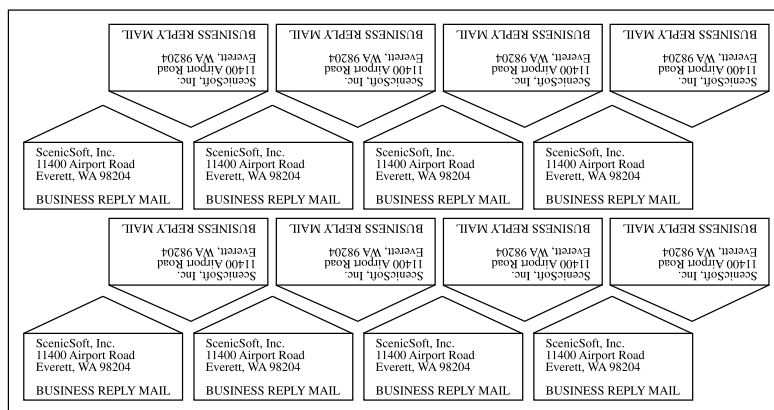 ScenicSoft, Inc.
11400 Airport Road
Everett, WA 98204
BUSINESS REPLY MAIL
ScenicSoft, Inc.
11400 Airport Road
Everett, WA 98204
BUSINESS REPLY MAIL
ScenicSoft, Inc.
11400 Airport Road
Everett, WA 98204
BUSINESS REPLY MAIL
ScenicSoft, Inc.
11400 Airport Road
Everett, WA 98204
BUSINESS REPLY MAIL
ScenicSoft, Inc.
11400 Airport Road
Everett, WA 98204
BUSINESS REPLY MAIL
ScenicSoft, Inc.
11400 Airport Road
Everett, WA 98204
BUSINESS REPLY MAIL
ScenicSoft, Inc.
11400 Airport Road
Everett, WA 98204
BUSINESS REPLY MAIL
ScenicSoft, Inc.
11400 Airport Road
Everett, WA 98204
BUSINESS REPLY MAIL
ScenicSoft, Inc.
11400 Airport Road
Everett, WA 98204
BUSINESS REPLY MAIL
ScenicSoft, Inc.
11400 Airport Road
Everett, WA 98204
BUSINESS REPLY MAIL
ScenicSoft, Inc.
11400 Airport Road
Everett, WA 98204
BUSINESS REPLY MAIL
ScenicSoft, Inc.
11400 Airport Road
Everett, WA 98204
BUSINESS REPLY MAIL
ScenicSoft, Inc.
11400 Airport Road
Everett, WA 98204
BUSINESS REPLY MAIL
ScenicSoft, Inc.
11400 Airport Road
Everett, WA 98204
BUSINESS REPLY MAIL
ScenicSoft, Inc.
11400 Airport Road
Everett, WA 98204
BUSINESS REPLY MAIL
ScenicSoft, Inc.
11400 Airport Road
Everett, WA 98204
BUSINESS REPLY MAIL